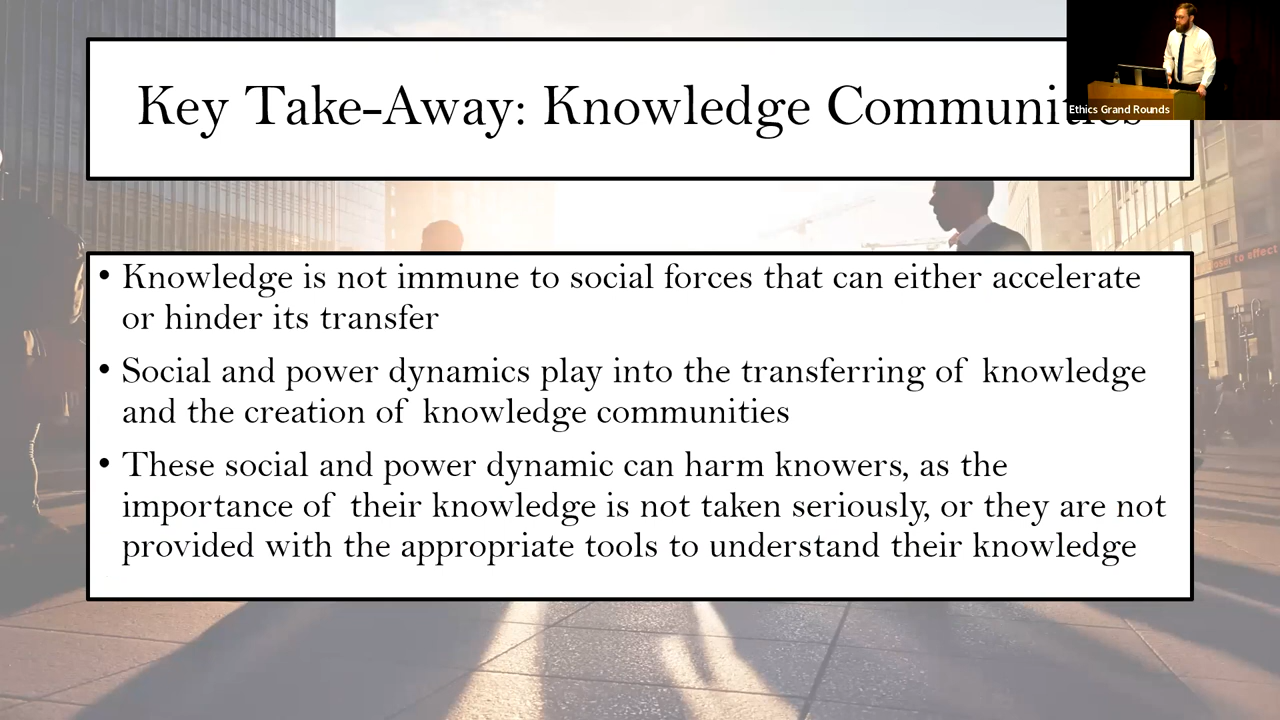 Key Take-Away: Knowledge Communities
Ethics Grand Rounds
• Knowledge is not immune to social forces that can either accelerate
or hinder its transfer
• Social and power dynamics play into the transferring of knowledge
and the creation of knowledge communities
• These social and power dynamic can harm knowers, as the
importance of their knowledge is not taken seriously, or they are not
provided with the appropriate tools to understand their knowledge